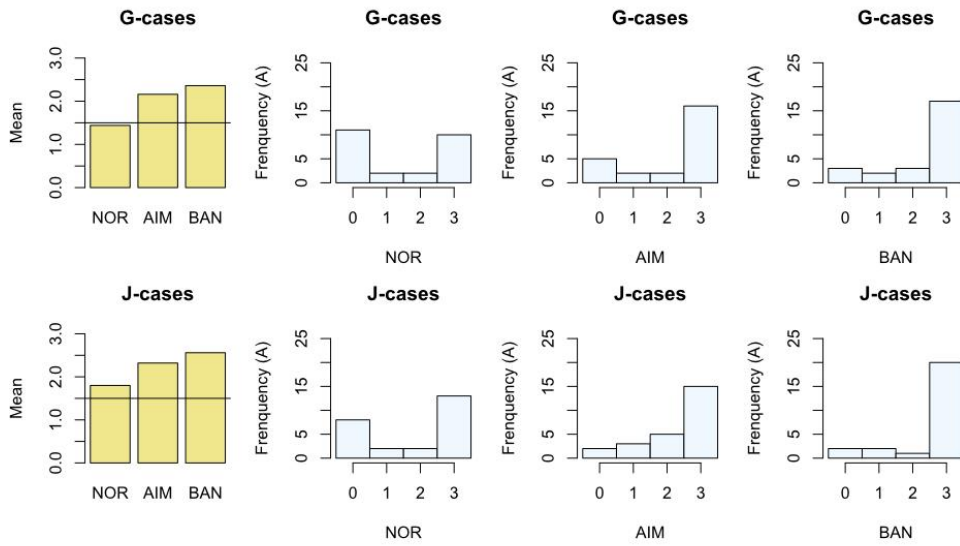 G-cases
G-cases
G-cases
G-cases
Mean
0.0 1.0 2.0 3.0
NOR AIM BAN
Frenquency (A)
0 5 15 25
0 1 2 3
NOR
Frenquency (A)
0 5 15 25
0 1 2 3
AIM
Frenquency (A)
0 5 15 25
0 1 2 3
BAN
J-cases
J-cases
J-cases
J-cases
Mean
0.0 1.0 2.0 3.0
NOR AIM BAN
Frenquency (A)
0 5 15 25
0 1 2 3
NOR
Frenquency (A)
0 5 15 25
0 1 2 3
AIM
Frenquency (A)
0 5 15 25
0 1 2 3
BAN